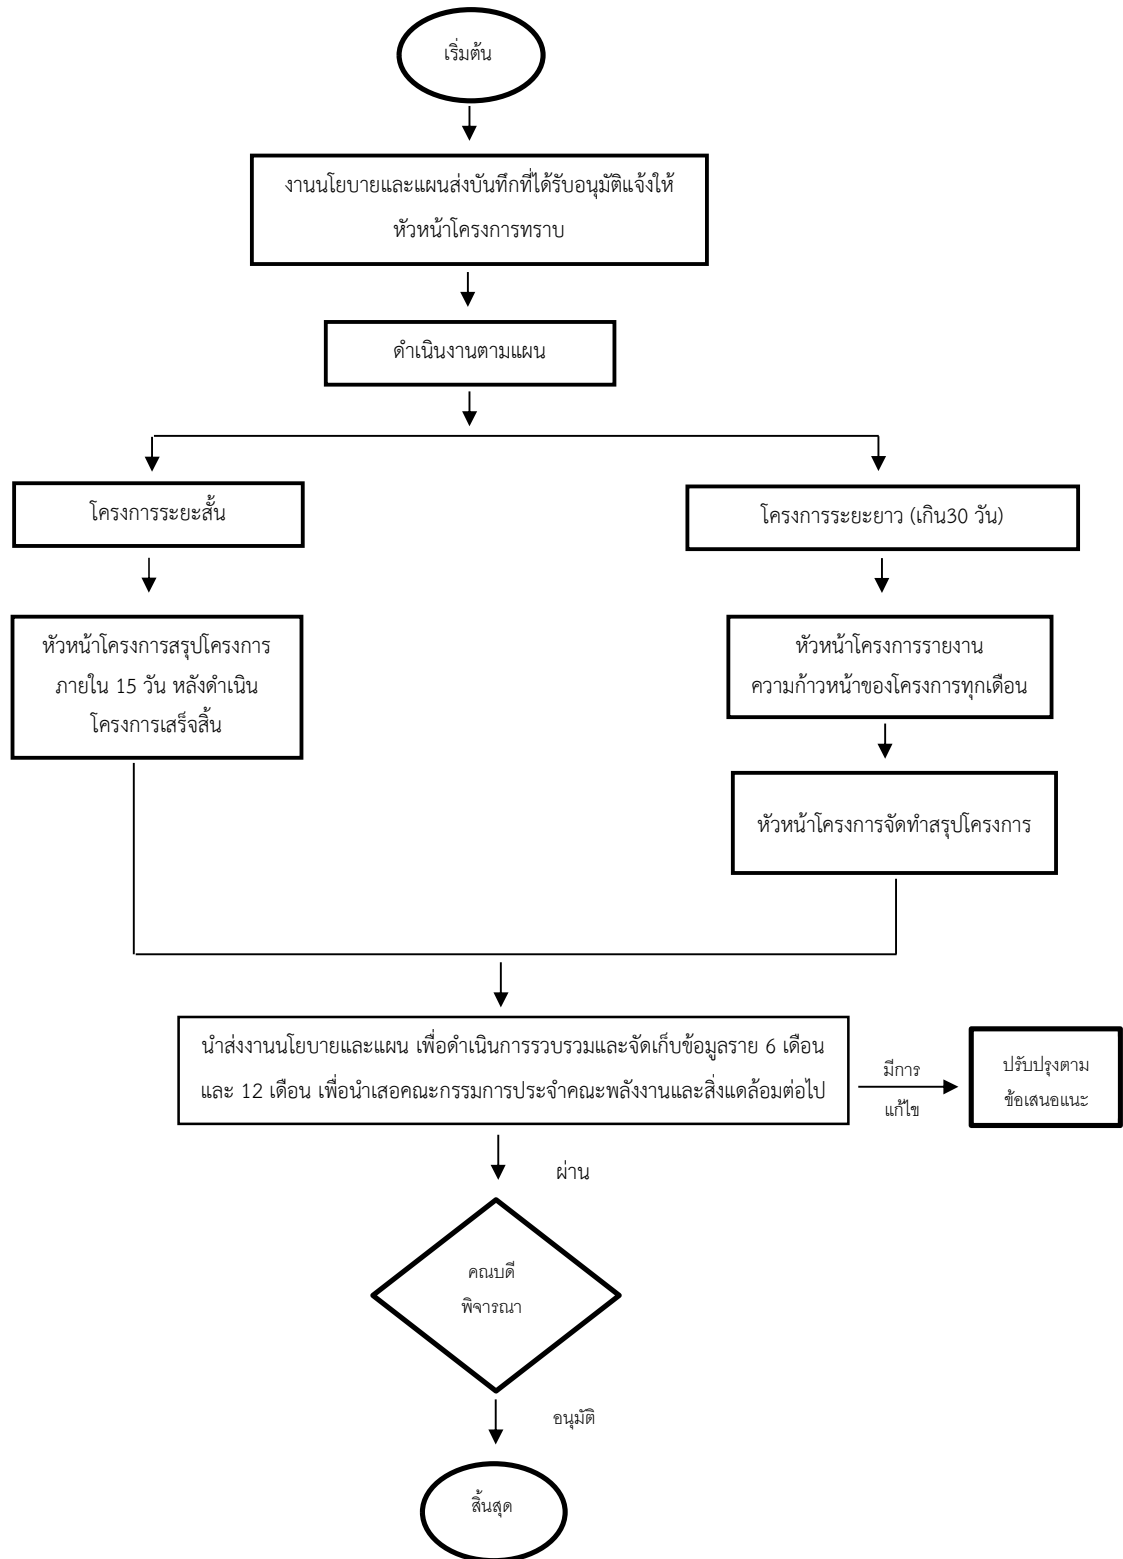 เริ่มต้น
งานนโยบายและแผนส่งบันทึกที่ได้รับอนุมัติแจ้งให้
หัวหน้าโครงการทราบ
ดำเนินงานตามแผน
โครงการระยะสั้น
โครงการระยะยาว (เกิน30 วัน)
หัวหน้าโครงการสรุปโครงการ
ภายใน 15 วัน หลังดำเนิน
โครงการเสร็จสิ้น
หัวหน้าโครงการรายงาน
ความก้าวหน้าของโครงการทุกเดือน
หัวหน้าโครงการจัดทำสรุปโครงการ
นำส่งงานนโยบายและแผน เพื่อดำเนินการรวบรวมและจัดเก็บข้อมูลราย 6 เดือน
และ 12 เดือน เพื่อนำเสอคณะกรรมการประจำคณะพลังงานและสิ่งแดล้อมต่อไป
มีการ
แก้ไข
ปรับปรุงตาม
ข้อเสนอแนะ
ผ่าน
คณบดี
พิจารณา
อนุมัติ
สิ้นสุด